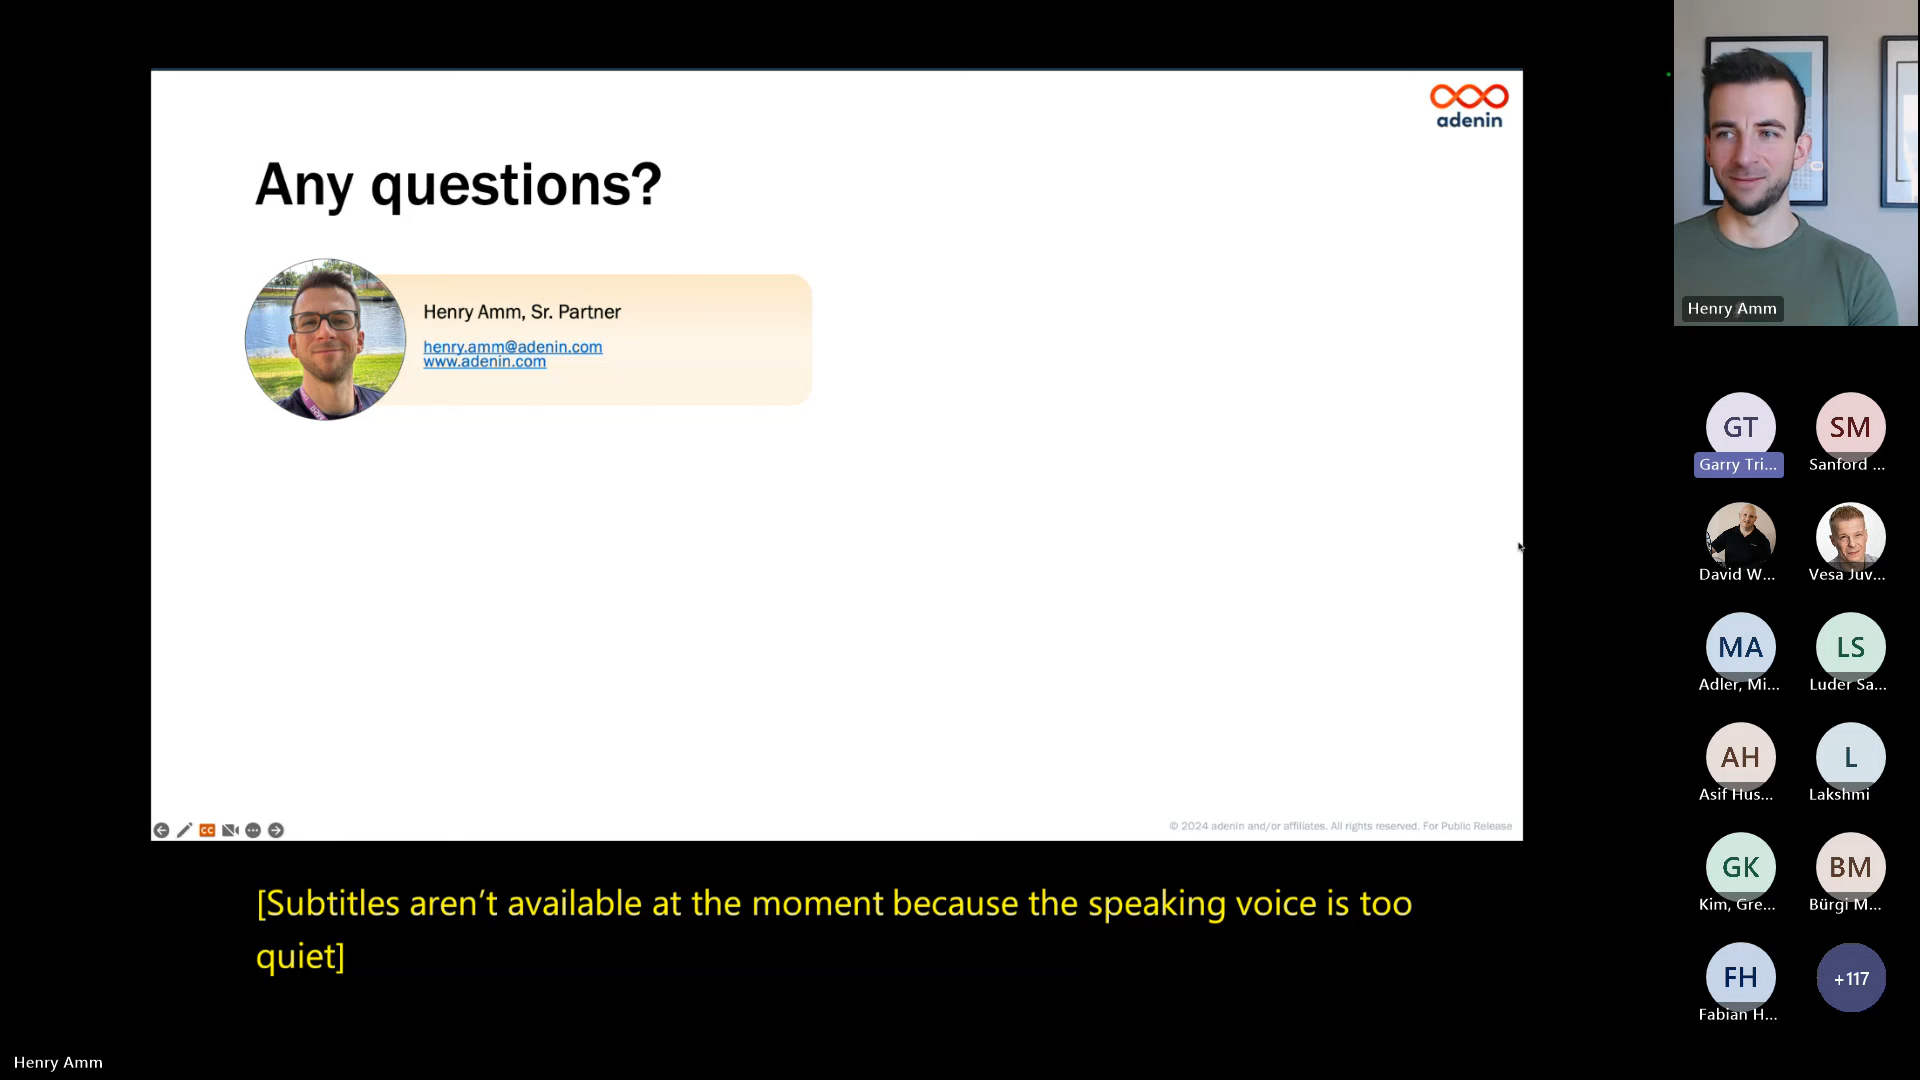 adenin
Any questions?
Henry Amm, Sr. Partner
henry.amm@adenin.com
www.adenin.com
CC
© 2024 adenin and/or affiliates. All rights reserved. For Public Release
[Subtitles aren't available at the moment because the speaking voice is too
quiet]
Henry Amm
Henry Amm
GT
Garry Tri...
SM
Sanford ...
David W...
Vesa Juv...
MA
Adler, Mi...
LS
Luder Sa...
AH
Asif Hus...
L
Lakshmi
GK
Kim, Gre...
BM
Bürgi M...
FH
Fabian H...
+117